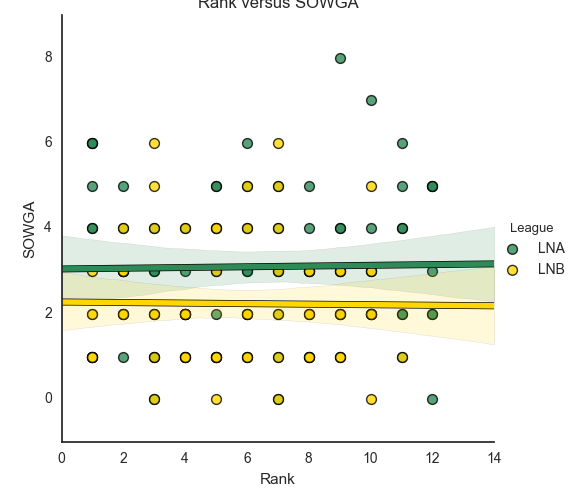 Rank versus SOWGA
8
6
4
2
0
SOWGA
0 2 4 6 8 10 12 14
Rank
League
LNA
LNB